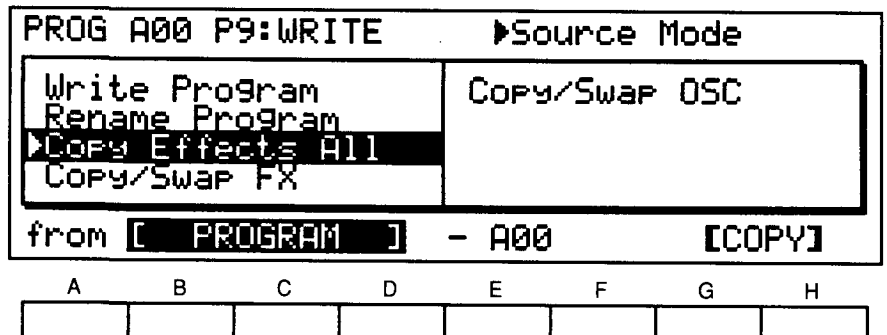 PROG A00 P9:WRITE ▶Source Mode
Write Program Copy/Swap OSC
Rename Program
▶Copy Effects All
Copy/Swap FX
from [ PROGRAM ] - A00 [COPY]
A B C D E F G H